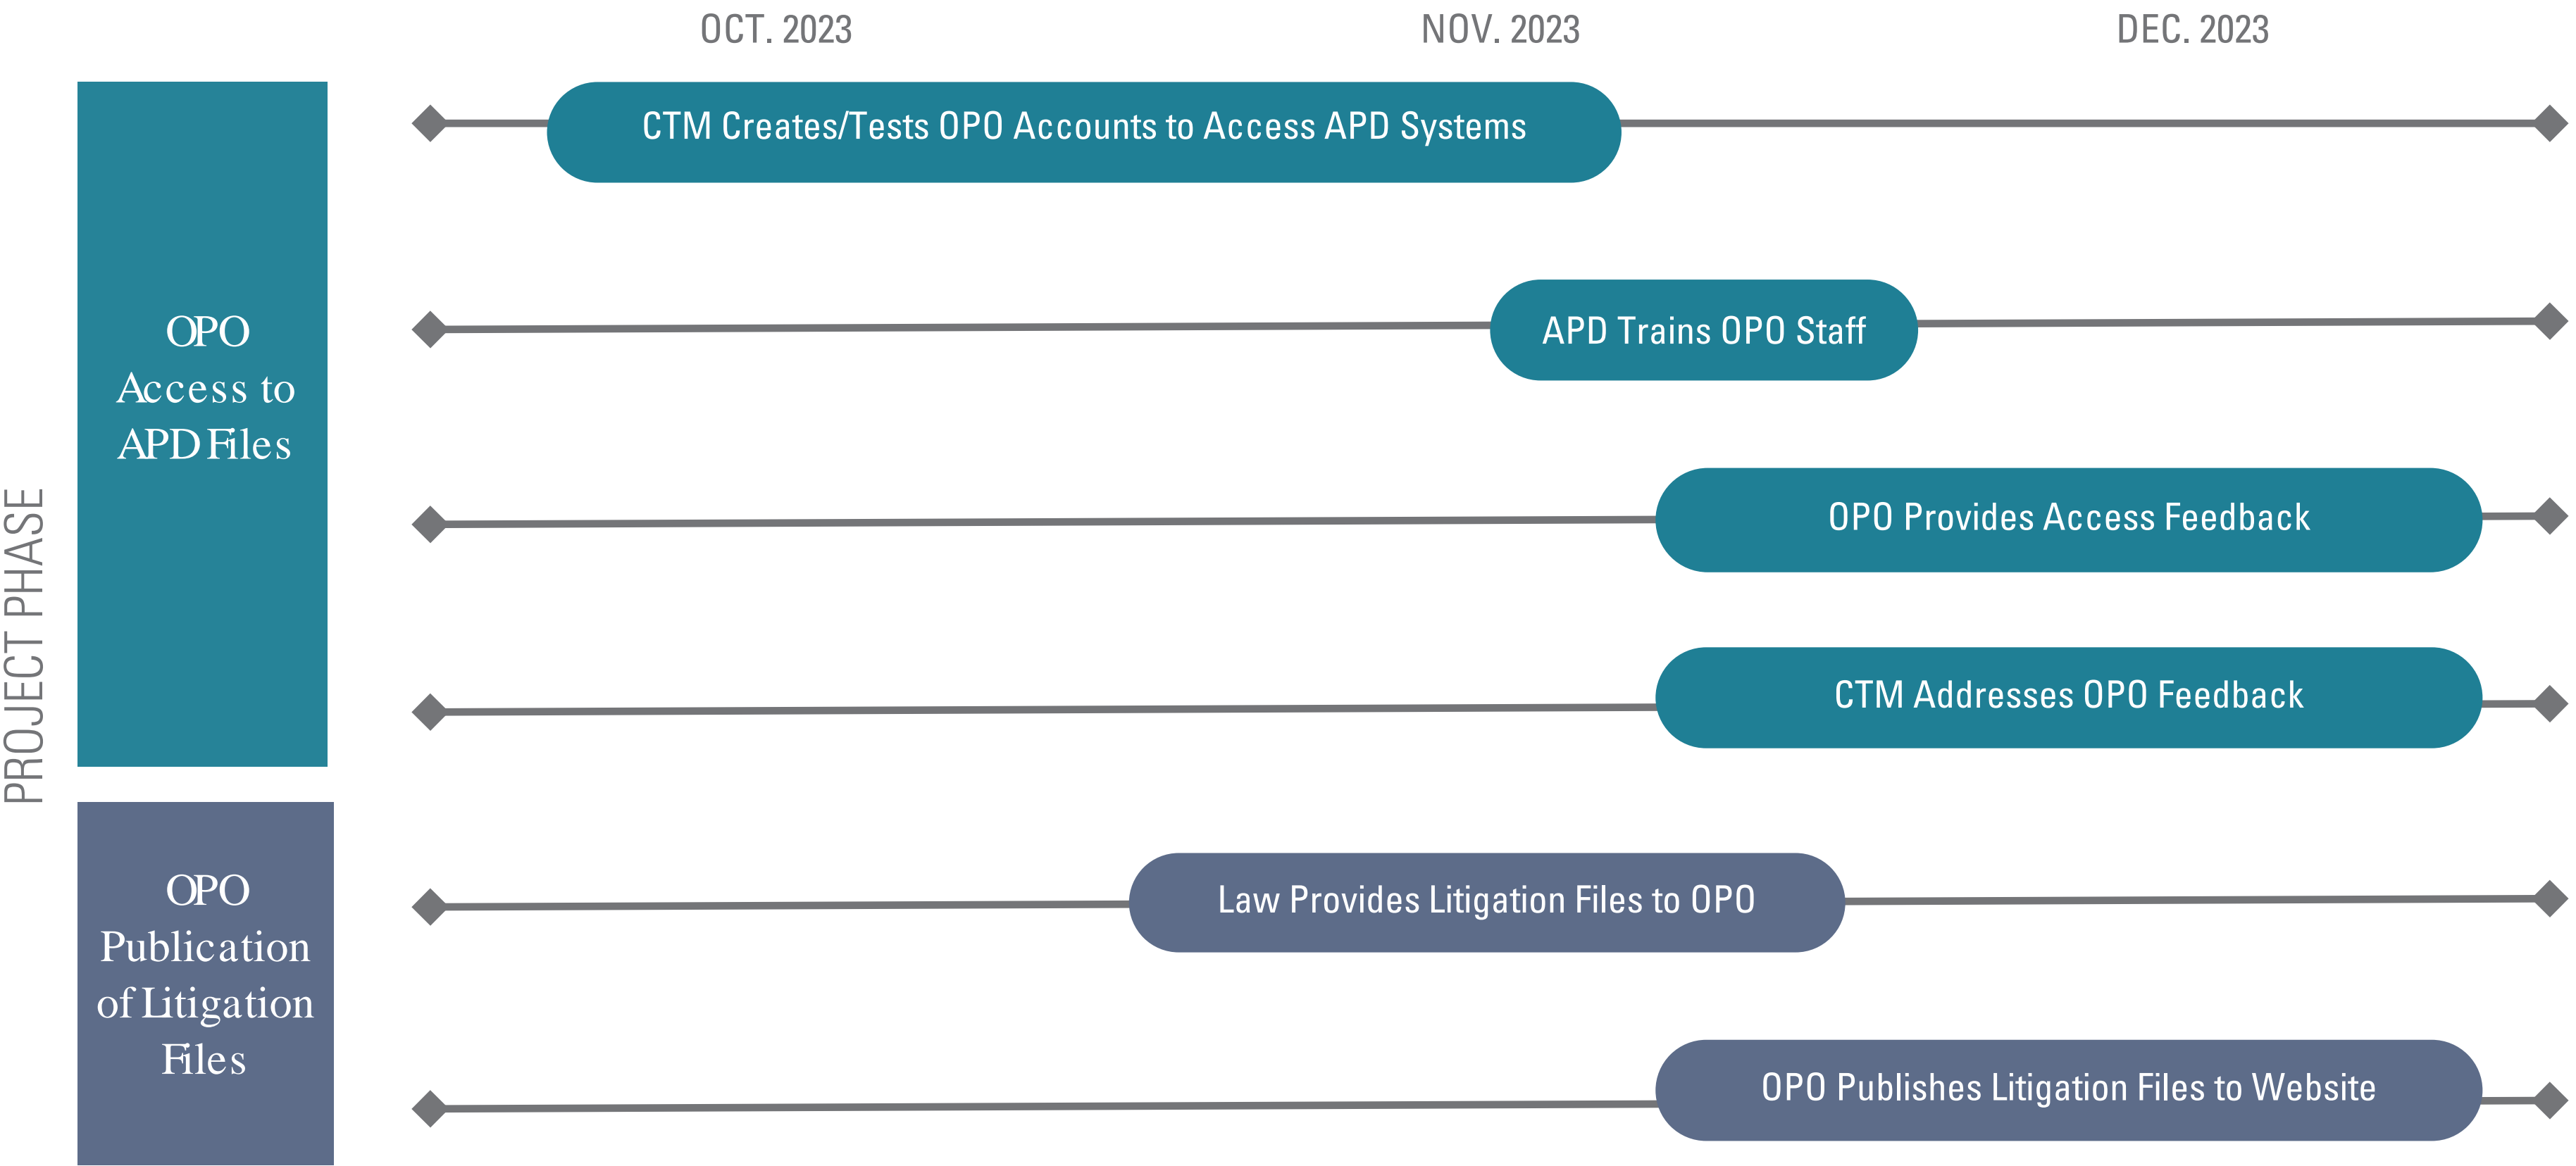 OCT. 2023
NOV. 2023
DEC. 2023
PROJECT PHASE
OPO
Access to
APD Files
CTM Creates/Tests OPO Accounts to Access APD Systems
APD Trains OPO Staff
OPO Provides Access Feedback
CTM Addresses OPO Feedback
OPO
Publication
of Litigation
Files
Law Provides Litigation Files to OPO
OPO Publishes Litigation Files to Website